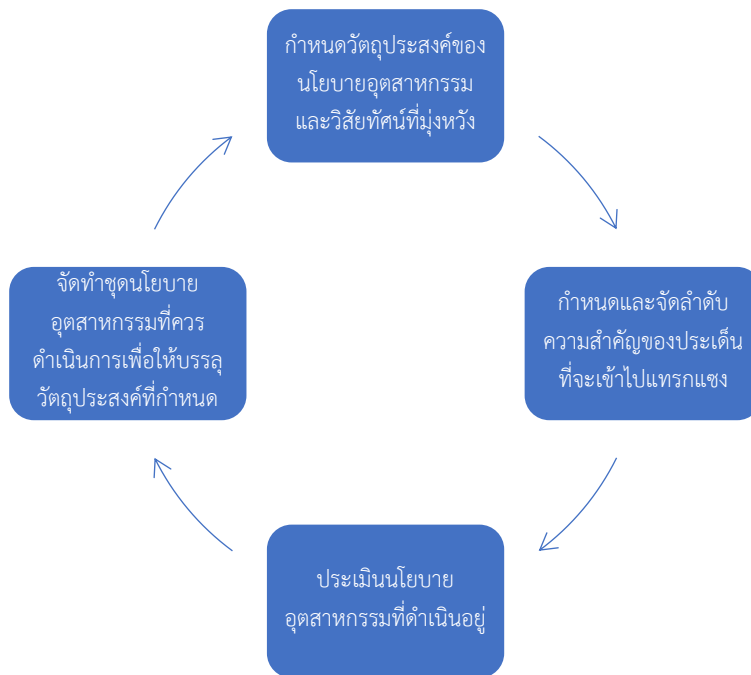 กำหนดวัตถุประสงค์ของ
นโยบายอุตสาหกรรม
และวิสัยทัศน์ที่มุ่งหวัง
กำหนดและจัดลำดับ
ความสำคัญของประเด็น
ที่จะเข้าไปแทรกแซง
ประเมินนโยบาย
อุตสาหกรรมที่ดำเนินอยู่
จัดทำชุดนโยบาย
อุตสาหกรรมที่ควร
ดำเนินการเพื่อให้บรรลุ
วัตถุประสงค์ที่กำหนด